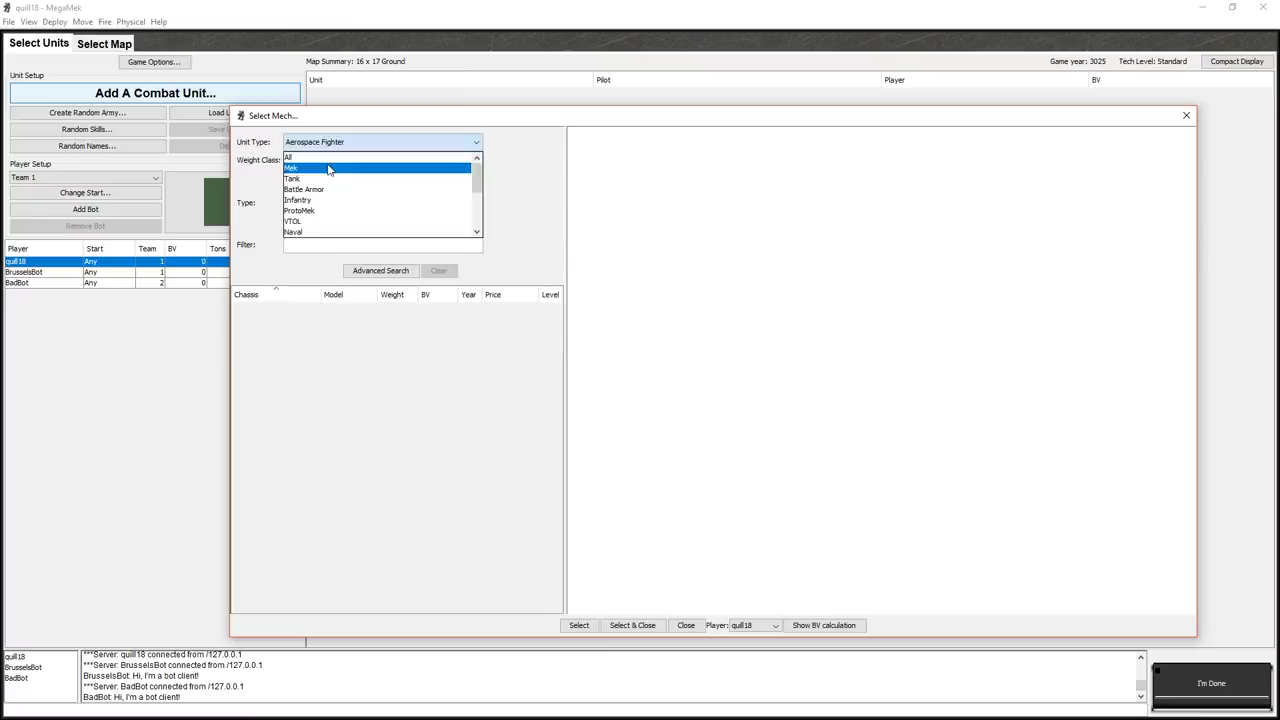 quill18 - MegaMek
File View Deploy Move Fire Physical Help
Select Units Select Map
Game Options...
Map Summary: 16 x 17 Ground
Game year: 3025 Tech Level: Standard Compact Display
Unit Setup
Unit Pilot Player BV
Add A Combat Unit...
Create Random Army...
Random Skills...
Random Names...
Player Setup
Team 1
Change Start...
Add Bot
Remove Bot
Player Start Team BV Tons
quill18 Any 1 0
BrusselsBot Any 1 0
BadBot Any 2 0
Select Mech...
Unit Type: Aerospace Fighter
Weight Class:
Type:
Filter:
All
Mek
Tank
Battle Armor
Infantry
ProtoMek
VTOL
Naval
Advanced Search Clear
Chassis Model Weight BV Year Price Level
Select Select & Close Close Player: quill18 Show BV calculation
quill18
BrusselsBot
BadBot
***Server: quill18 connected from /127.0.0.1
***Server: BrusselsBot connected from /127.0.0.1
BrusselsBot: Hi, I'm a bot client!
***Server: BadBot connected from /127.0.0.1
BadBot: Hi, I'm a bot client!
I'm Done